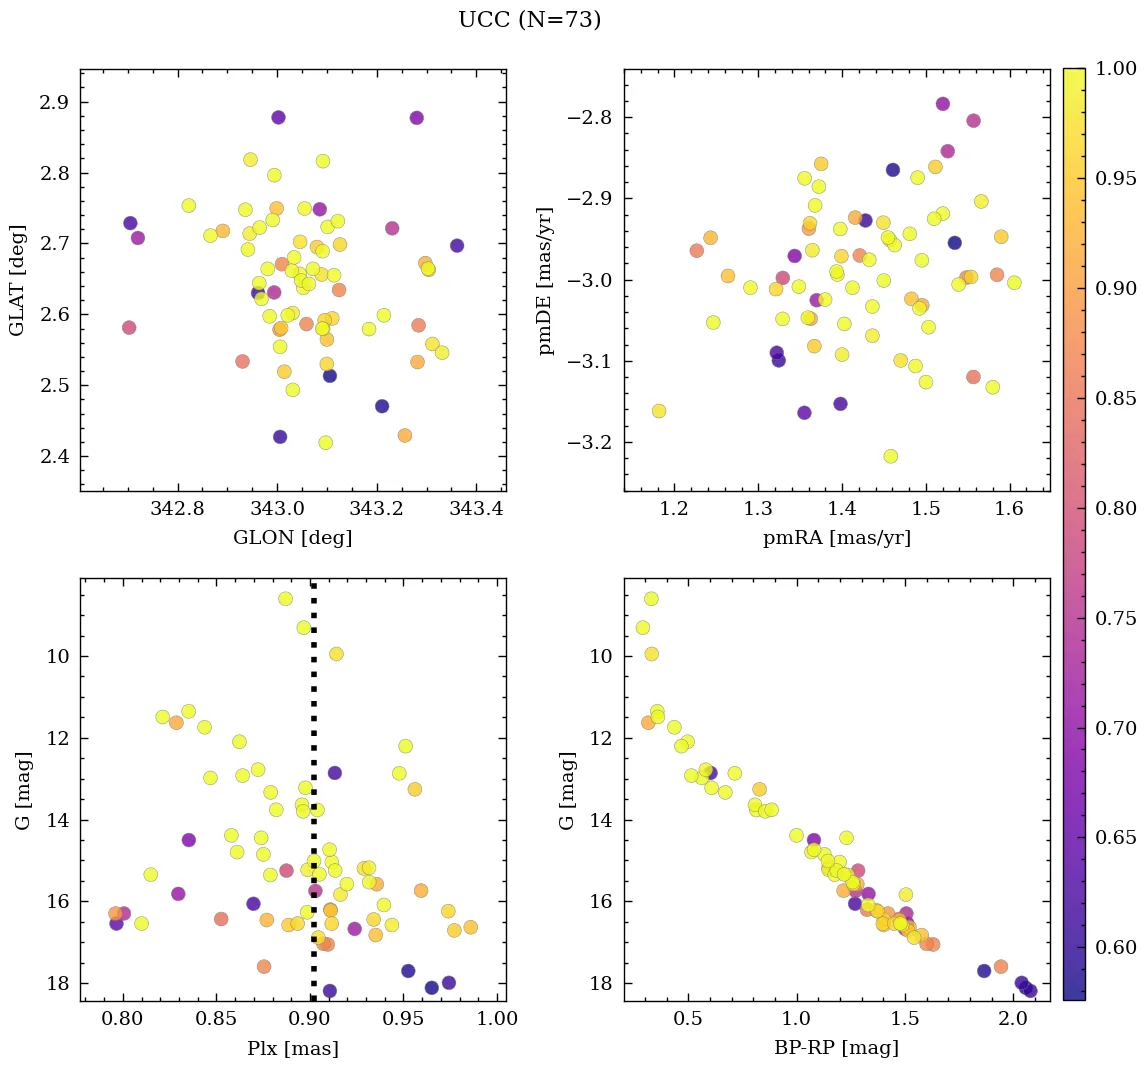 UCC (N=73)
2.9
2.8
2.7
2.6
2.5
2.4
GLAT [deg]
342.8 343.0 343.2 343.4
GLON [deg]
−2.8
−2.9
−3.0
−3.1
−3.2
pmDE [mas/yr]
1.2 1.3 1.4 1.5 1.6
pmRA [mas/yr]
10
12
14
16
18
G [mag]
0.80 0.85 0.90 0.95 1.00
Plx [mas]
10
12
14
16
18
G [mag]
0.5 1.0 1.5 2.0
BP-RP [mag]
1.00
0.95
0.90
0.85
0.80
0.75
0.70
0.65
0.60